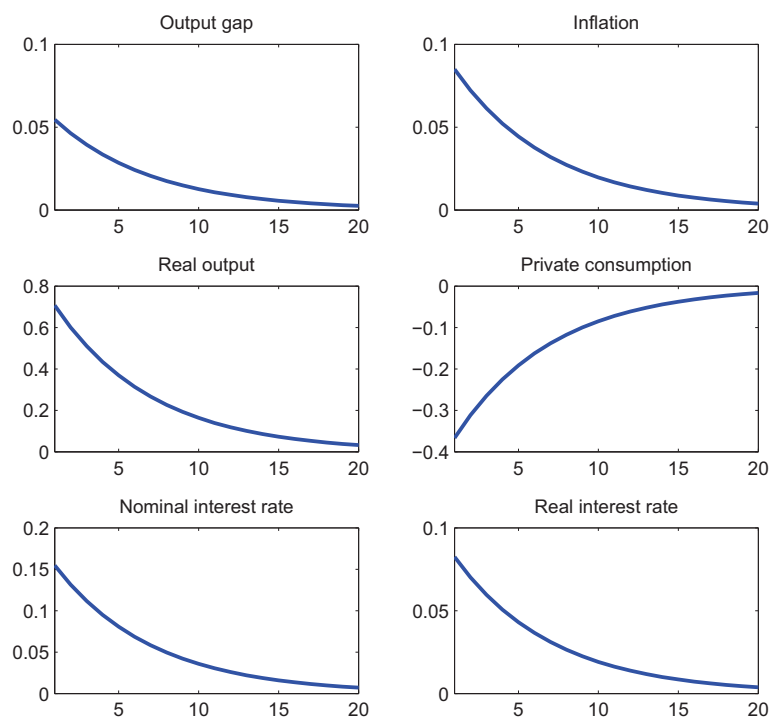 Output gap
0.1
0.05
0
5 10 15 20
Inflation
0.1
0.05
0
5 10 15 20
Real output
0.8
0.6
0.4
0.2
0
5 10 15 20
Private consumption
0
−0.1
−0.2
−0.3
−0.4
5 10 15 20
Nominal interest rate
0.2
0.15
0.1
0.05
0
5 10 15 20
Real interest rate
0.1
0.05
0
5 10 15 20